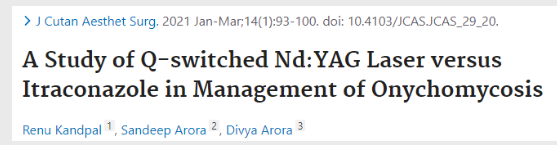 > J Cutan Aesthet Surg. 2021 Jan-Mar;14(1):93-100. doi: 10.4103/JCAS.JCAS_29_20.
A Study of Q-switched Nd:YAG Laser versus
Itraconazole in Management of Onychomycosis
Renu Kandpal 1, Sandeep Arora 2, Divya Arora 3